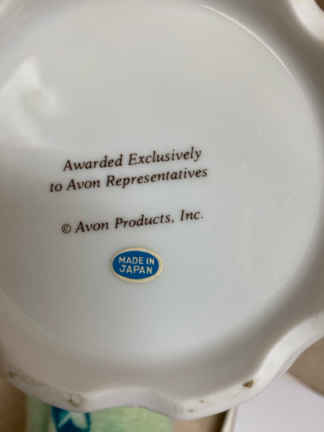 Awarded Exclusively
to Avon Representatives
© Avon Products, Inc.
MADE IN
JAPAN